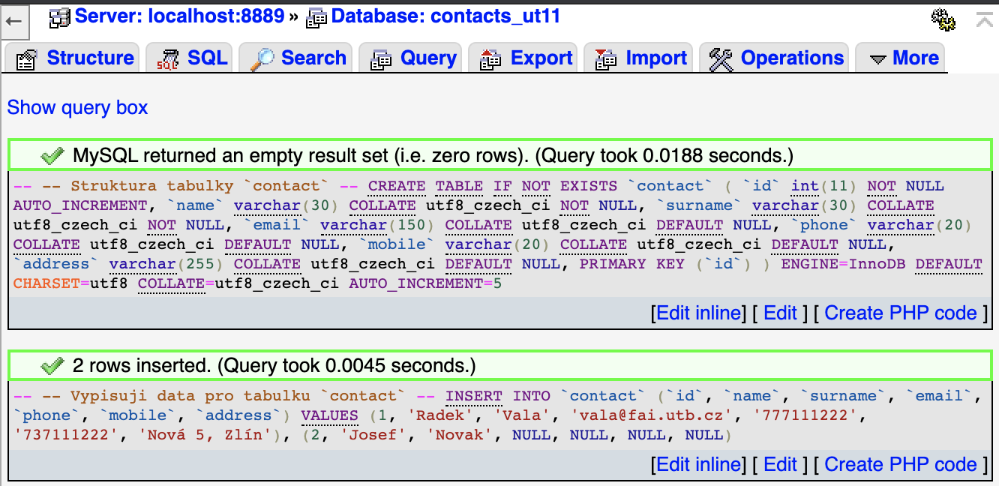 Server: localhost:8889 » Database: contacts_ut11
Structure SQL Search Query Export Import Operations More
Show query box
MySQL returned an empty result set (i.e. zero rows). (Query took 0.0188 seconds.)
-- -- Struktura tabulky `contact` -- CREATE TABLE IF NOT EXISTS `contact` ( `id` int(11) NOT NULL
AUTO_INCREMENT, `name` varchar(30) COLLATE utf8_czech_ci NOT NULL, `surname` varchar(30) COLLATE
utf8_czech_ci NOT NULL, `email` varchar(150) COLLATE utf8_czech_ci DEFAULT NULL, `phone` varchar(20)
COLLATE utf8_czech_ci DEFAULT NULL, `mobile` varchar(20) COLLATE utf8_czech_ci DEFAULT NULL,
`address` varchar(255) COLLATE utf8_czech_ci DEFAULT NULL, PRIMARY KEY (`id`) ) ENGINE=InnoDB DEFAULT
CHARSET=utf8 COLLATE=utf8_czech_ci AUTO_INCREMENT=5
[Edit inline] [ Edit ] [ Create PHP code ]
2 rows inserted. (Query took 0.0045 seconds.)
-- -- Vypisuji data pro tabulku `contact` -- INSERT INTO `contact` (`id`, `name`, `surname`, `email`,
`phone`, `mobile`, `address`) VALUES (1, 'Radek', 'Vala', 'vala@fai.utb.cz', '777111222',
'737111222', 'Nová 5, Zlín'), (2, 'Josef', 'Novak', NULL, NULL, NULL, NULL)
[Edit inline] [ Edit ] [ Create PHP code ]